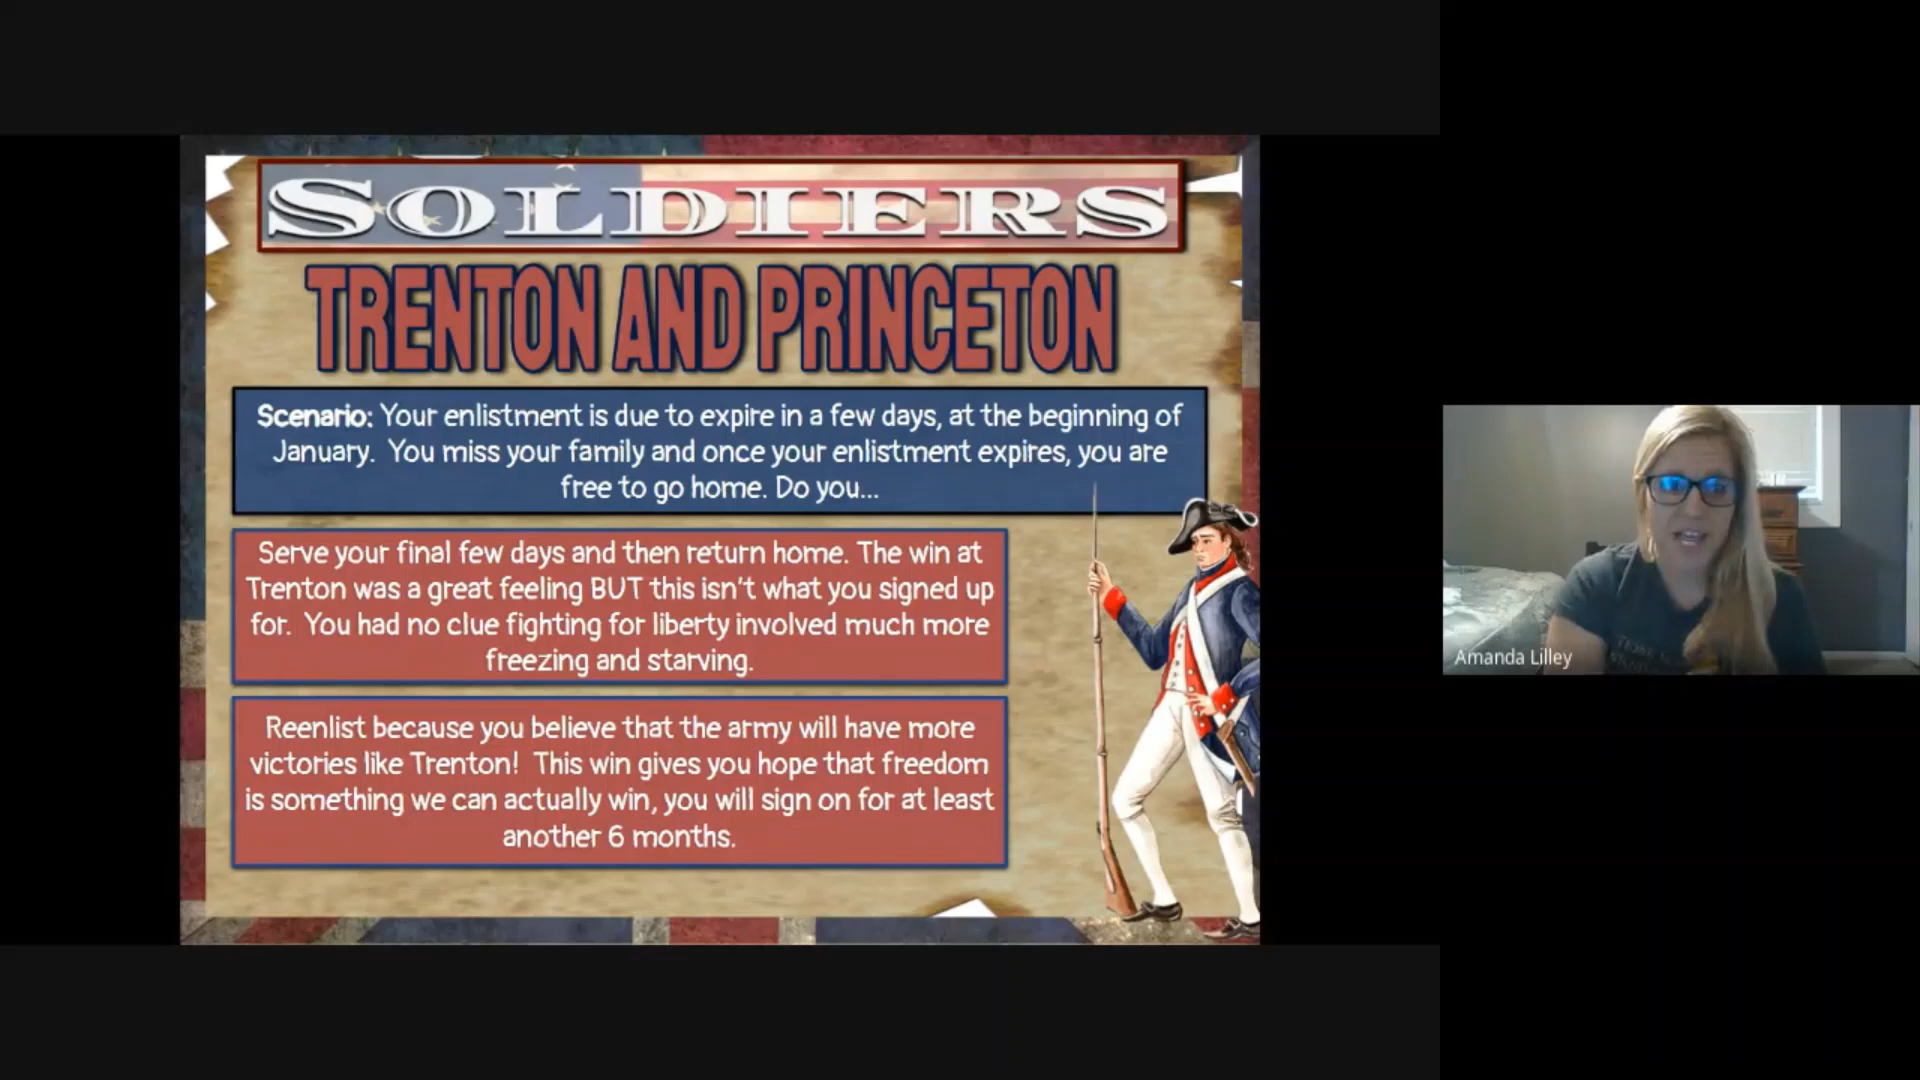 SOLDIERS
TRENTON AND PRINCETON
Scenario: Your enlistment is due to expire in a few days, at the beginning of
January. You miss your family and once your enlistment expires, you are
free to go home. Do you...
Serve your final few days and then return home. The win at
Trenton was a great feeling BUT this isn't what you signed up
for. You had no clue fighting for liberty involved much more
freezing and starving.
Reenlist because you believe that the army will have more
victories like Trenton! This win gives you hope that freedom
is something we can actually win, you will sign on for at least
another 6 months.
Amanda Lilley